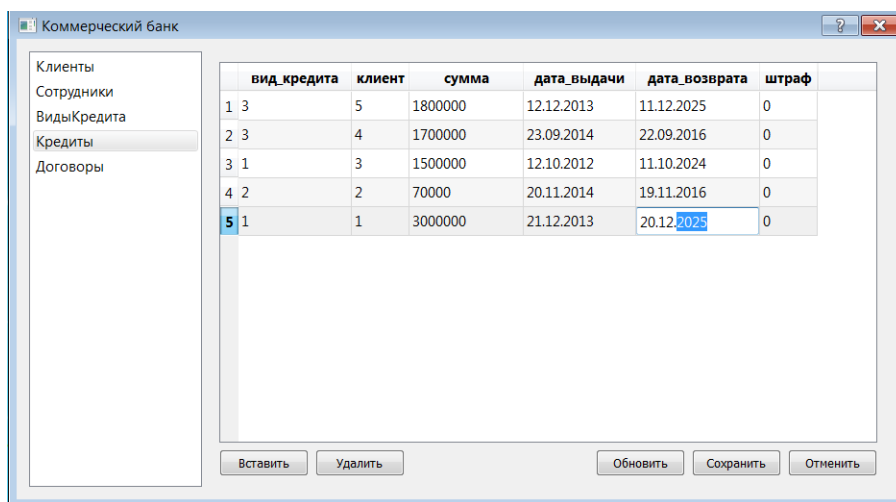 Коммерческий банк
Клиенты
Сотрудники
ВидыКредита
Кредиты
Договоры
вид_кредита клиент сумма дата_выдачи дата_возврата штраф
1 3 5 1800000 12.12.2013 11.12.2025 0
2 3 4 1700000 23.09.2014 22.09.2016 0
3 1 3 1500000 12.10.2012 11.10.2024 0
4 2 2 70000 20.11.2014 19.11.2016 0
5 1 1 3000000 21.12.2013 20.12.2025 0
Вставить Удалить Обновить Сохранить Отменить